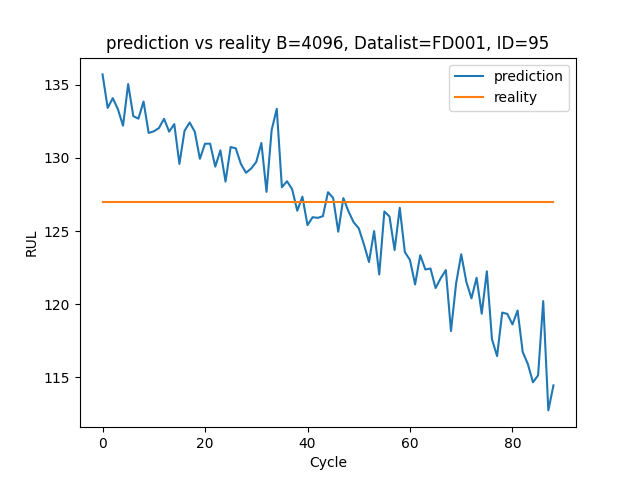 prediction vs reality B=4096, Datalist=FD001, ID=95
prediction
reality
135
130
125
120
115
RUL
0 20 40 60 80
Cycle